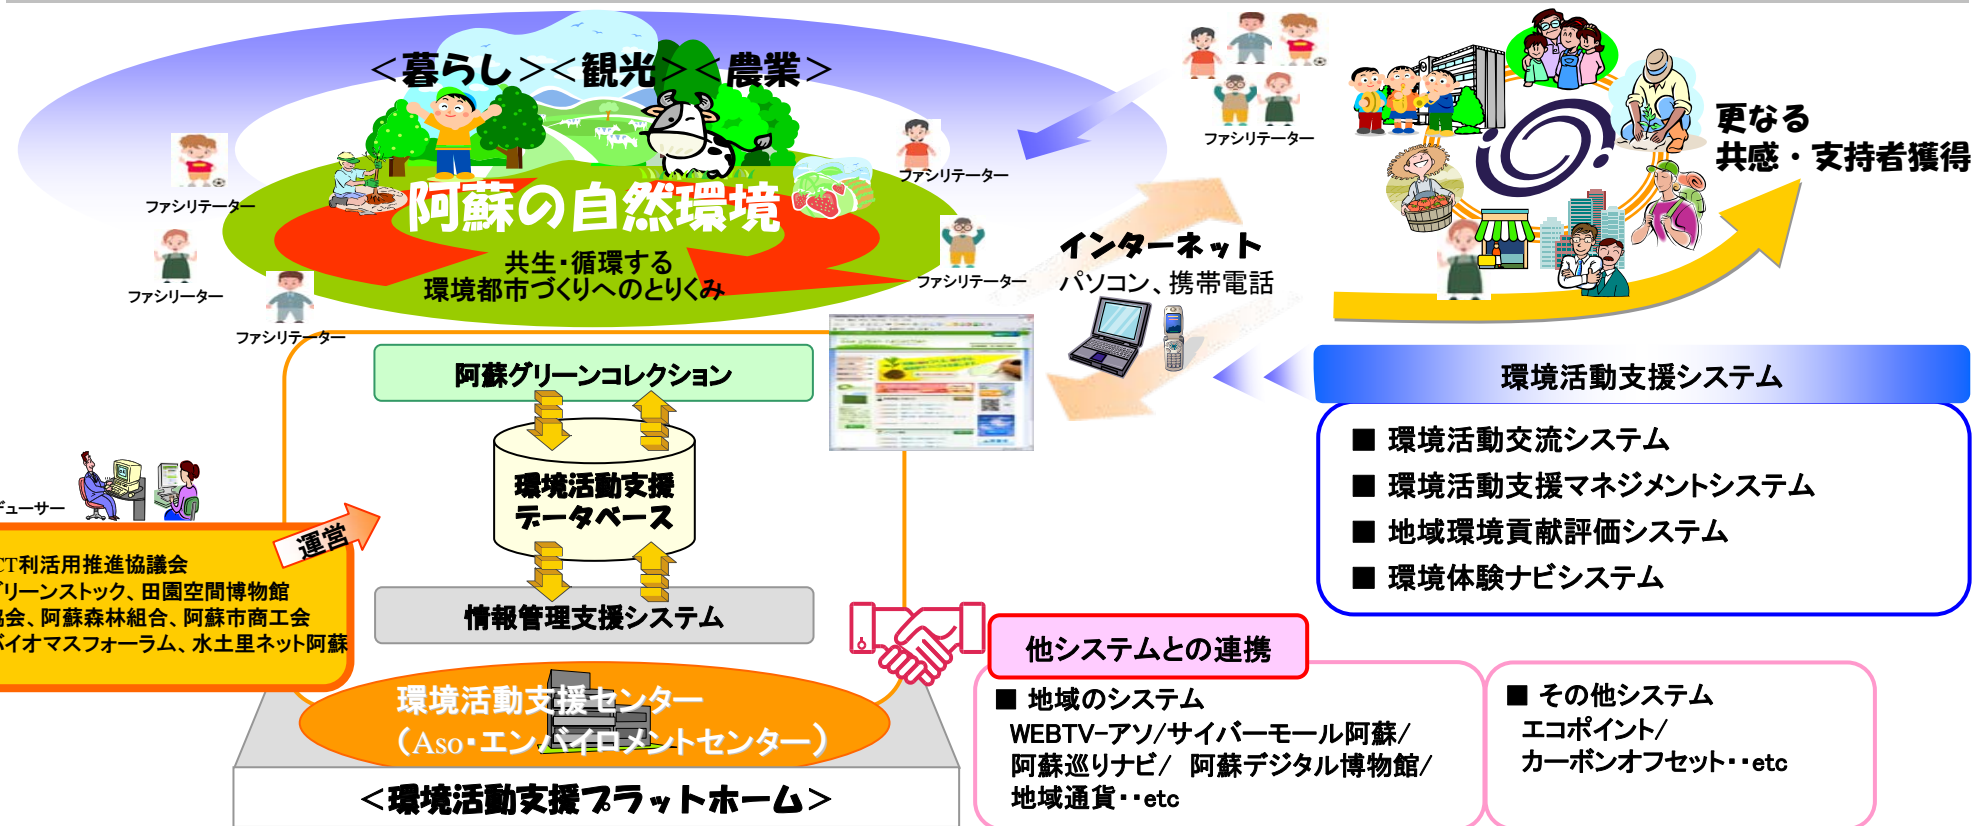 ＜暮らし＞＜観光＞＜農業＞
阿蘇の自然環境
共生・循環する
環境都市づくりへのとりくみ
ファシリテーター
ファシリーター
ファシリテーター
ファシリテーター
ファシリテーター
ファシリテーター
更なる
共感・支持者獲得
インターネット
パソコン、携帯電話
阿蘇グリーンコレクション
環境活動支援
データベース
情報管理支援システム
デューサー
運営
CT利活用推進協議会
グリーンストック、田園空間博物館
協会、阿蘇森林組合、阿蘇市商工会
バイオマスフォーラム、水土里ネット阿蘇
環境活動支援センター
（Aso・エンバイロメントセンター）
＜環境活動支援プラットホーム＞
環境活動支援システム
■ 環境活動交流システム
■ 環境活動支援マネジメントシステム
■ 地域環境貢献評価システム
■ 環境体験ナビシステム
他システムとの連携
■ 地域のシステム
WEBTV-アソ/サイバーモール阿蘇/
阿蘇巡りナビ/ 阿蘇デジタル博物館/
地域通貨・・etc
■ その他システム
エコポイント/
カーボンオフセット・・etc